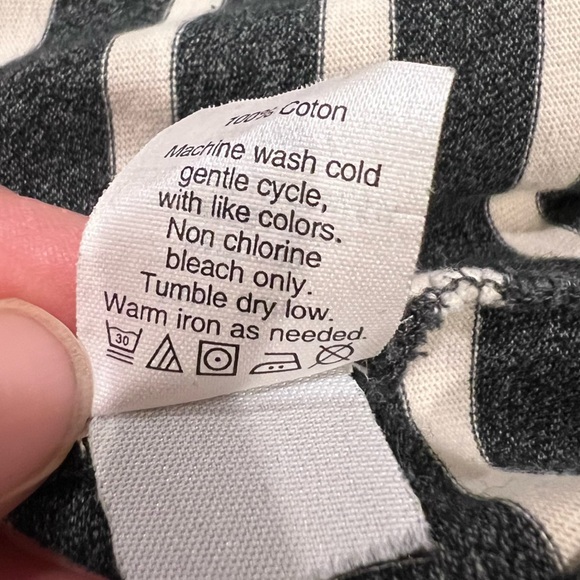 100% Coton
Machine wash cold
gentle cycle,
with like colors.
Non chlorine
bleach only.
Tumble dry low.
Warm iron as needed.
30